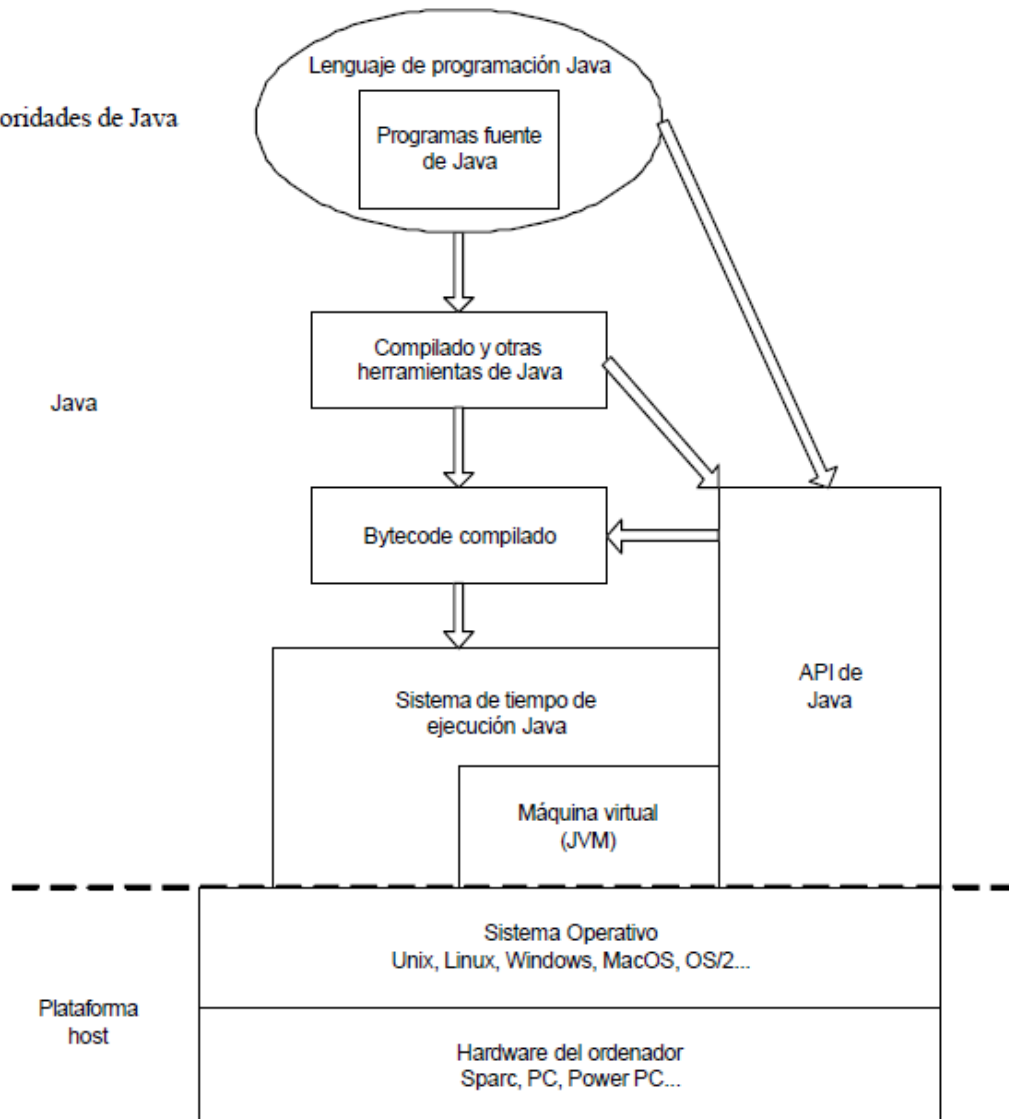 Lenguaje de programación Java
oridades de Java
Programas fuente
de Java
Compilado y otras
herramientas de Java
Java
Bytecode compilado
API de
Java
Sistema de tiempo de
ejecución Java
Máquina virtual
(JVM)
Sistema Operativo
Unix, Linux, Windows, MacOS, OS/2...
Plataforma
host
Hardware del ordenador
Sparc, PC, Power PC...